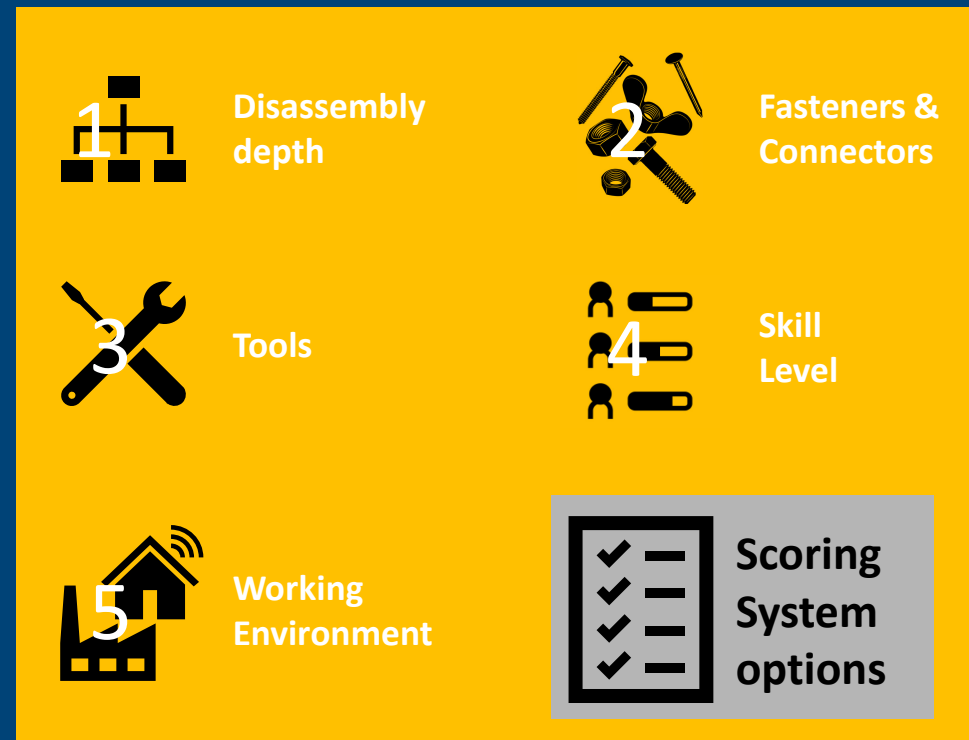 1
Disassembly
depth
2
Fasteners &
Connectors
3
Tools
4
Skill
Level
5
Working
Environment
Scoring
System
options